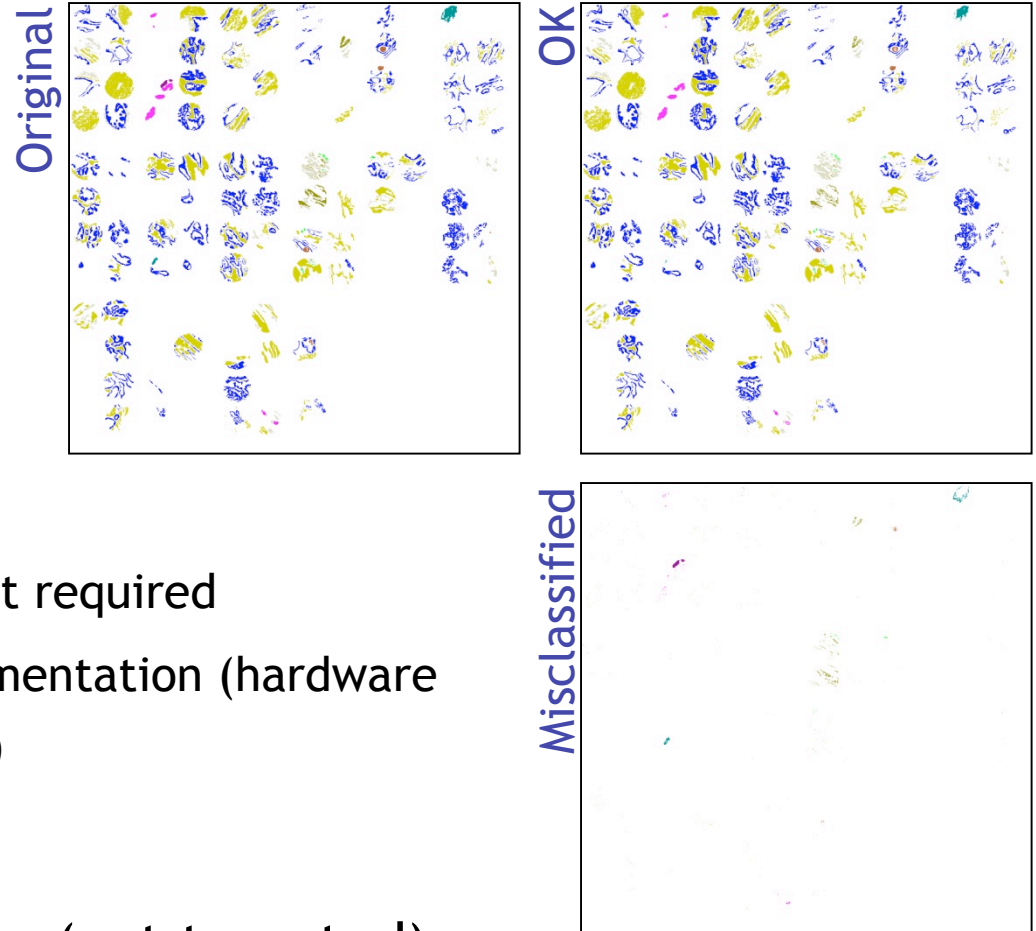 Original
OK
Misclassified
t required
mentation (hardware
)